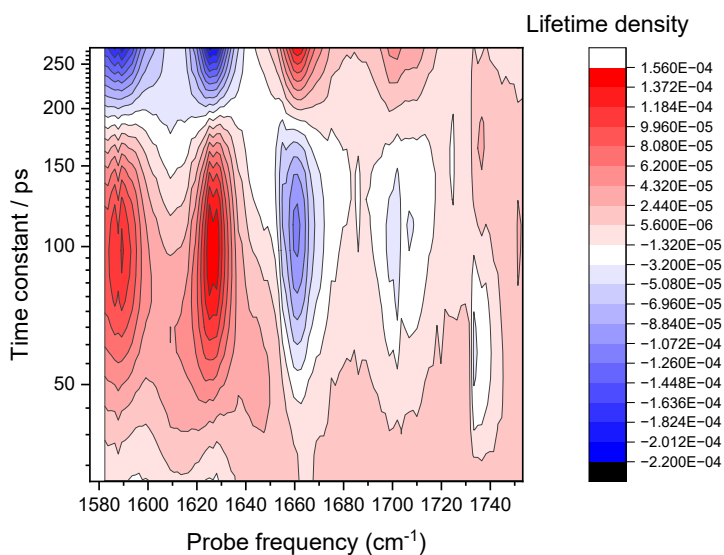 Lifetime density
250
200
150
100
50
Time constant / ps
1580 1600 1620 1640 1660 1680 1700 1720 1740
Probe frequency (cm⁻¹)
1.560E−04
1.372E−04
1.184E−04
9.960E−05
8.080E−05
6.200E−05
4.320E−05
2.440E−05
5.600E−06
−1.320E−05
−3.200E−05
−5.080E−05
−6.960E−05
−8.840E−05
−1.072E−04
−1.260E−04
−1.448E−04
−1.636E−04
−1.824E−04
−2.012E−04
−2.200E−04